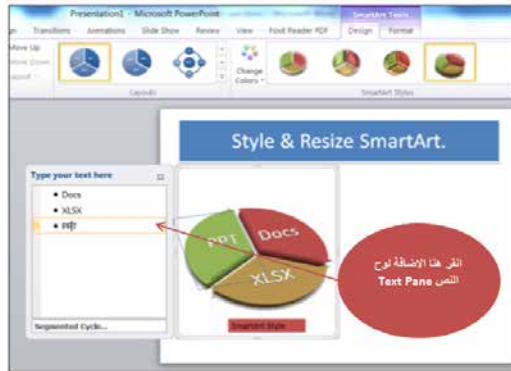 Presentation1 - Microsoft PowerPoint
SmartArt Tools
Transitions Animations Slide Show Review View Foxit Reader PDF Design Format
Move Up
Move Down
Layout
Change
Colors
Layouts
SmartArt Styles
Style & Resize SmartArt.
Type your text here
Docs
XLSX
PPT
Segmented Cycle...
PPT
Docs
XLSX
SmartArt Style
انقر هنا لاضافة لوح
النص Text Pane